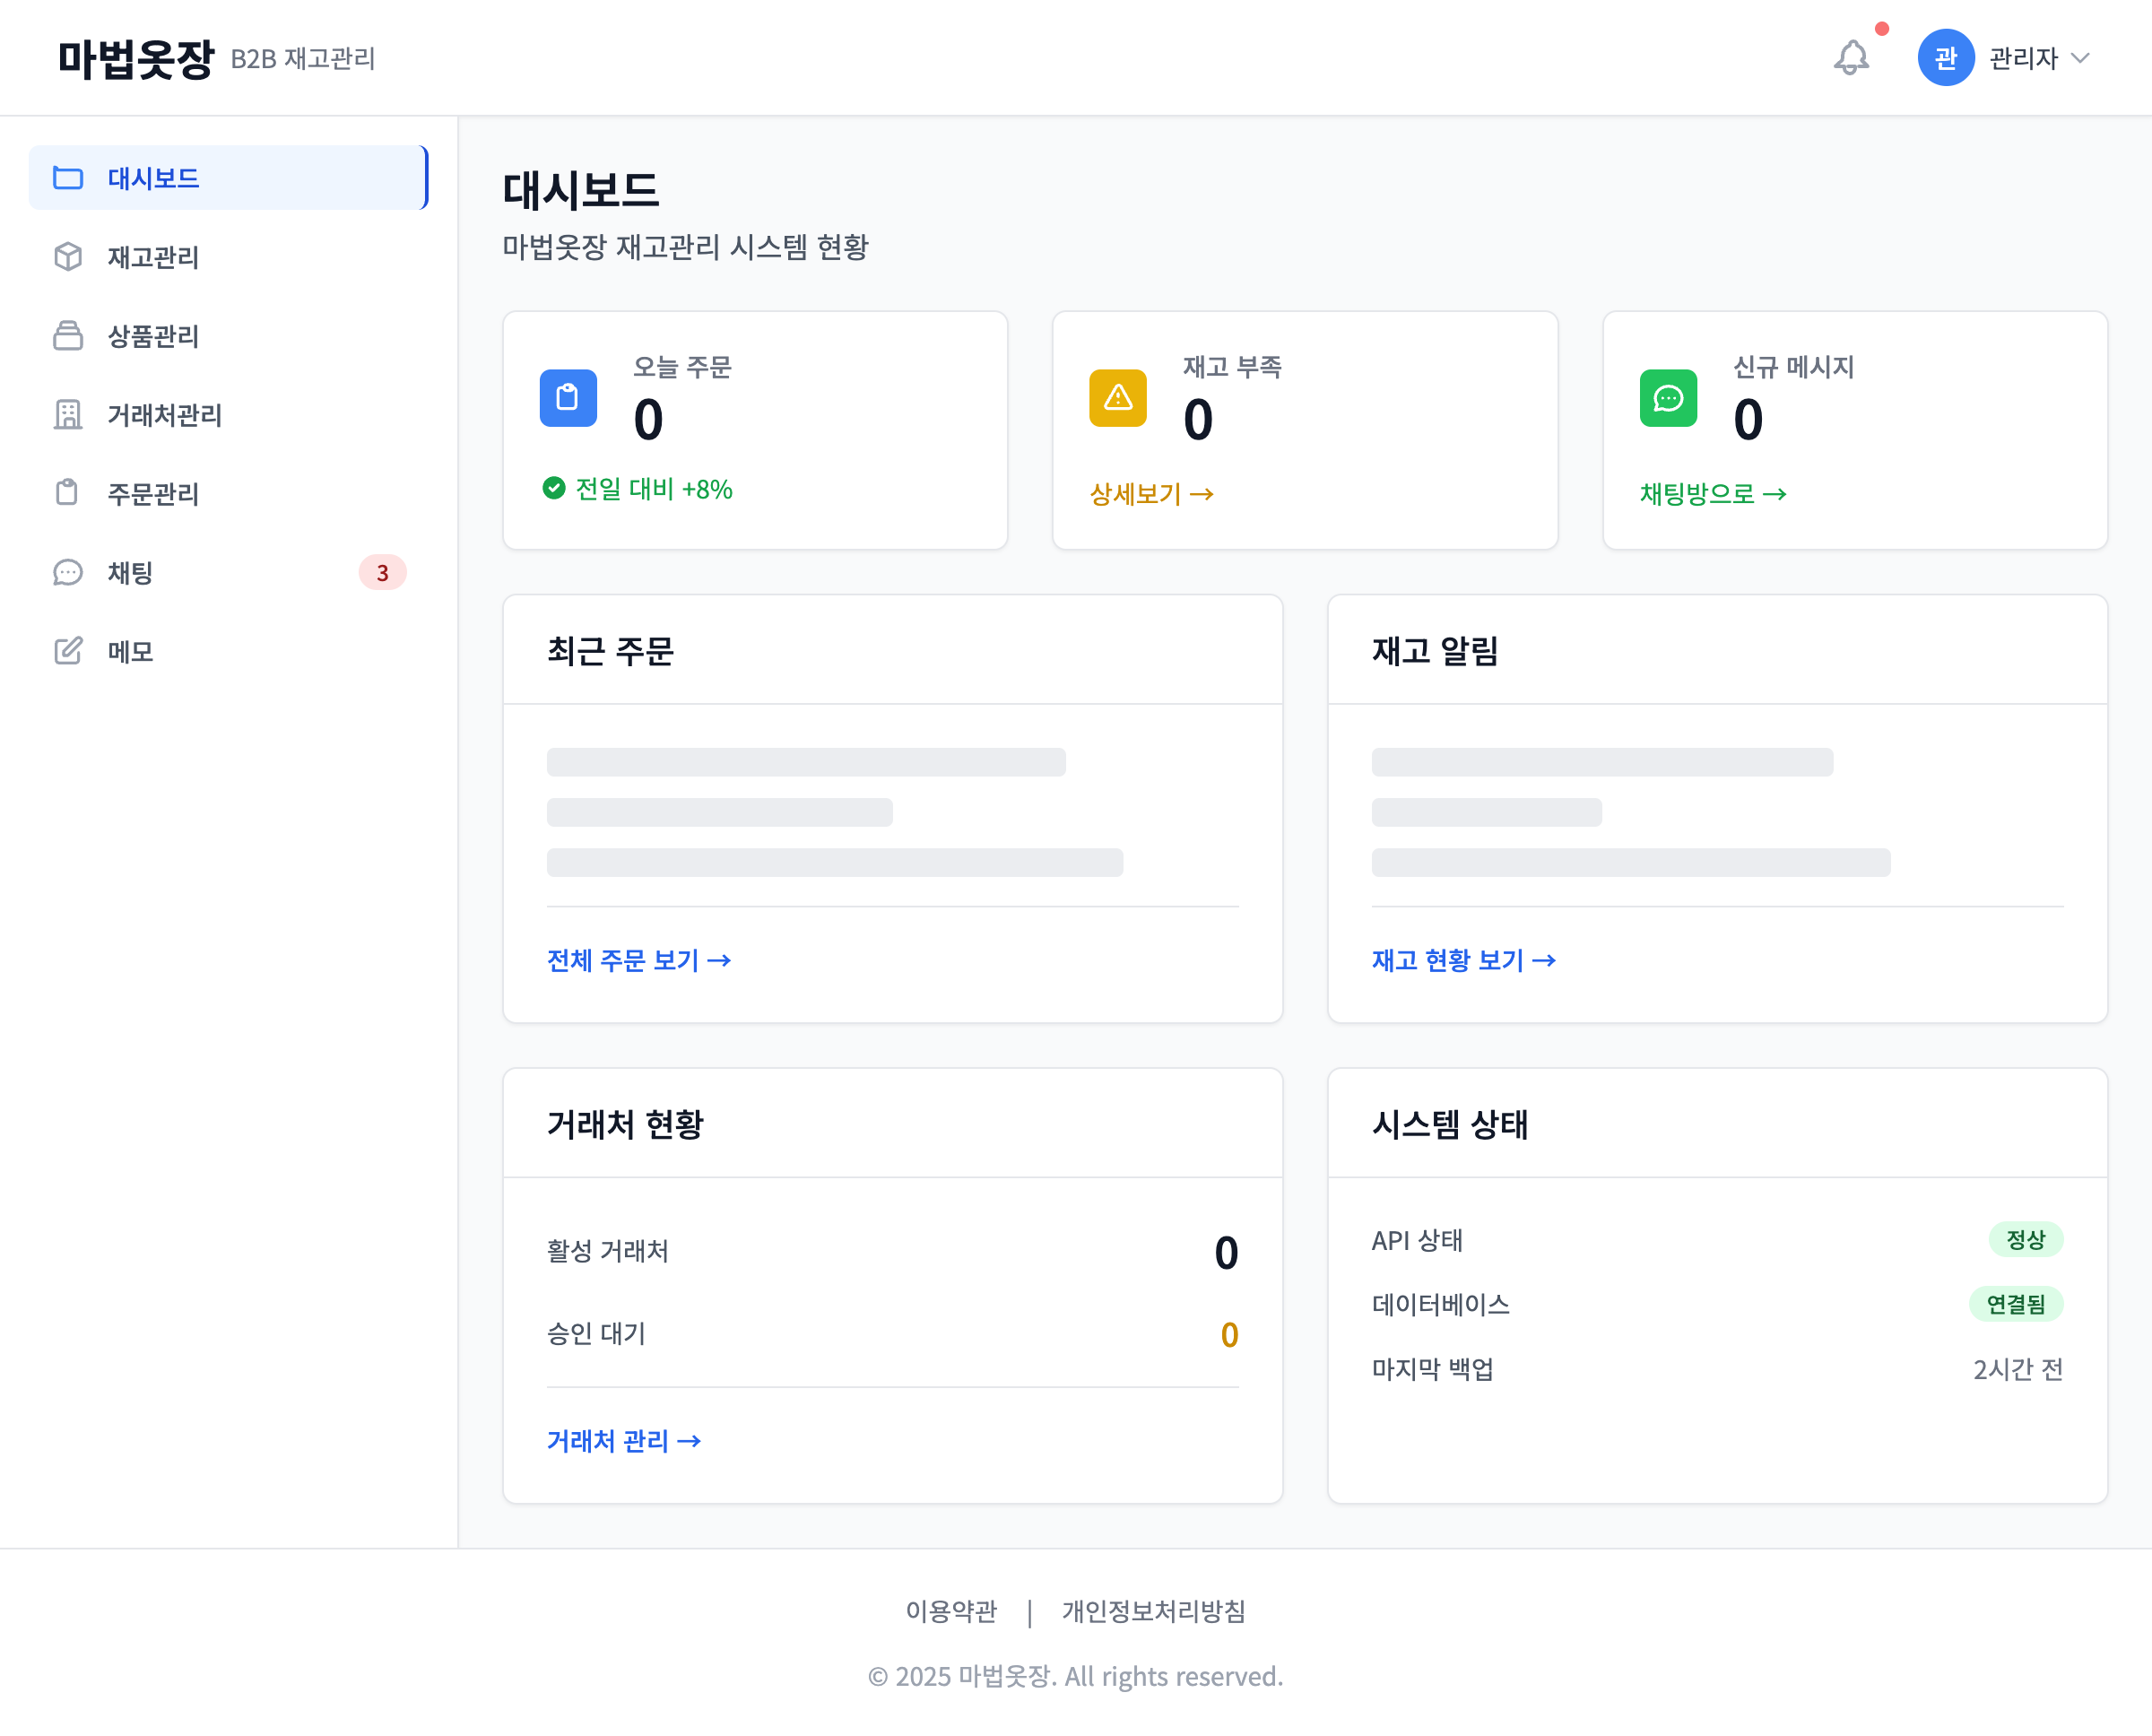 마법옷장 B2B 재고관리
관 관리자
대시보드
재고관리
상품관리
거래처관리
주문관리
채팅 3
메모
대시보드
마법옷장 재고관리 시스템 현황
오늘 주문
0
전일 대비 +8%
재고 부족
0
상세보기 →
신규 메시지
0
채팅방으로 →
최근 주문
전체 주문 보기 →
재고 알림
재고 현황 보기 →
거래처 현황
활성 거래처 0
승인 대기 0
거래처 관리 →
시스템 상태
API 상태 정상
데이터베이스 연결됨
마지막 백업 2시간 전
이용약관 | 개인정보처리방침
© 2025 마법옷장. All rights reserved.